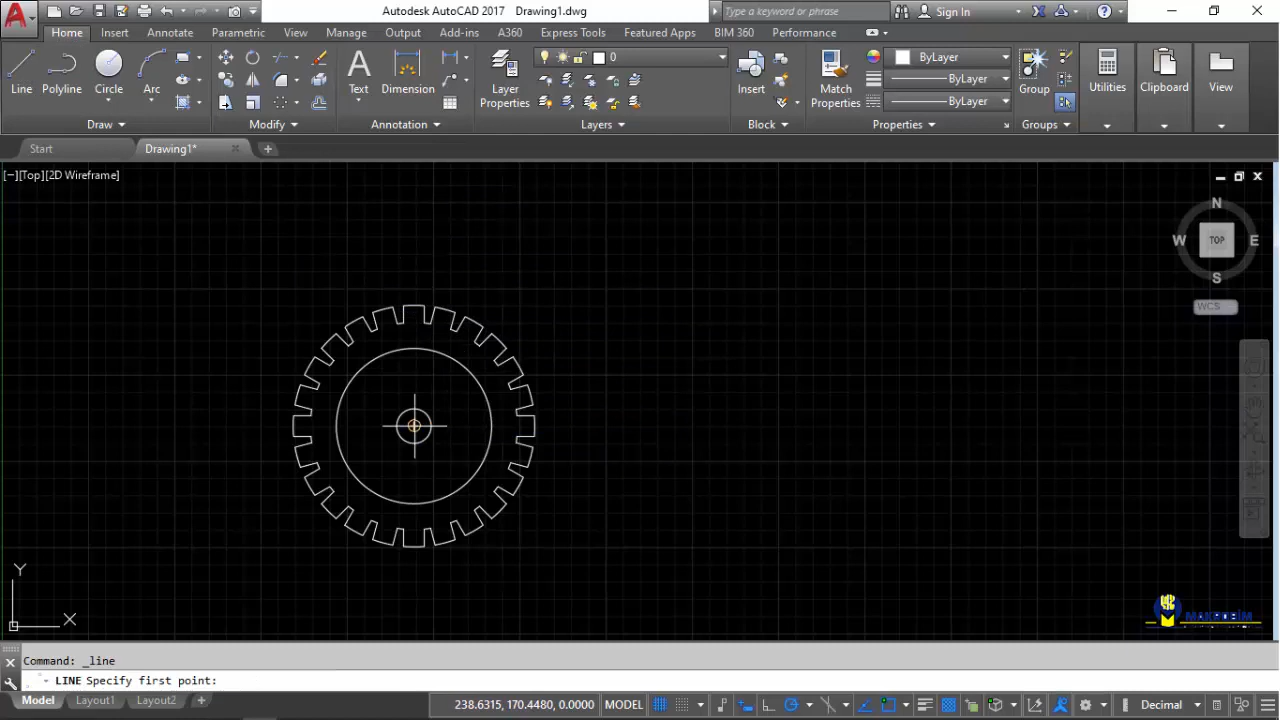 Autodesk AutoCAD 2017 Drawing1.dwg
Type a keyword or phrase
Sign In
Home Insert Annotate Parametric View Manage Output Add-ins A360 Express Tools Featured Apps BIM 360 Performance
Line Polyline Circle Arc
Text Dimension
Layer
Properties
0
Insert
Match
Properties
ByLayer
ByLayer
ByLayer
Group
Utilities
Clipboard
View
Draw Modify Annotation Layers Block Properties Groups
Start Drawing1*
[−][Top][2D Wireframe]
N
W TOP E
S
WCS
Y
X
Command: _line
LINE Specify first point:
Model Layout1 Layout2
238.6315, 170.4480, 0.0000 MODEL
Decimal